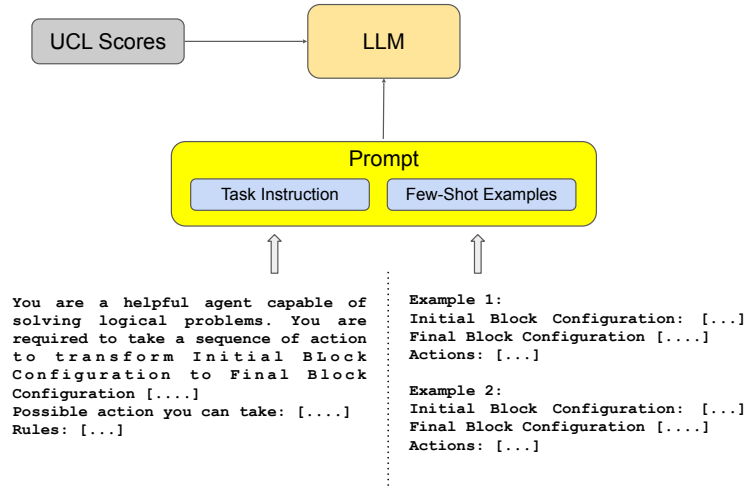 UCL Scores
LLM
Prompt
Task Instruction
Few-Shot Examples
You are a helpful agent capable of
solving logical problems. You are
required to take a sequence of action
to transform Initial BLock
Configuration to Final Block
Configuration [....]
Possible action you can take: [....]
Rules: [...]
Example 1:
Initial Block Configuration: [...]
Final Block Configuration [....]
Actions: [...]
Example 2:
Initial Block Configuration: [...]
Final Block Configuration [....]
Actions: [...]